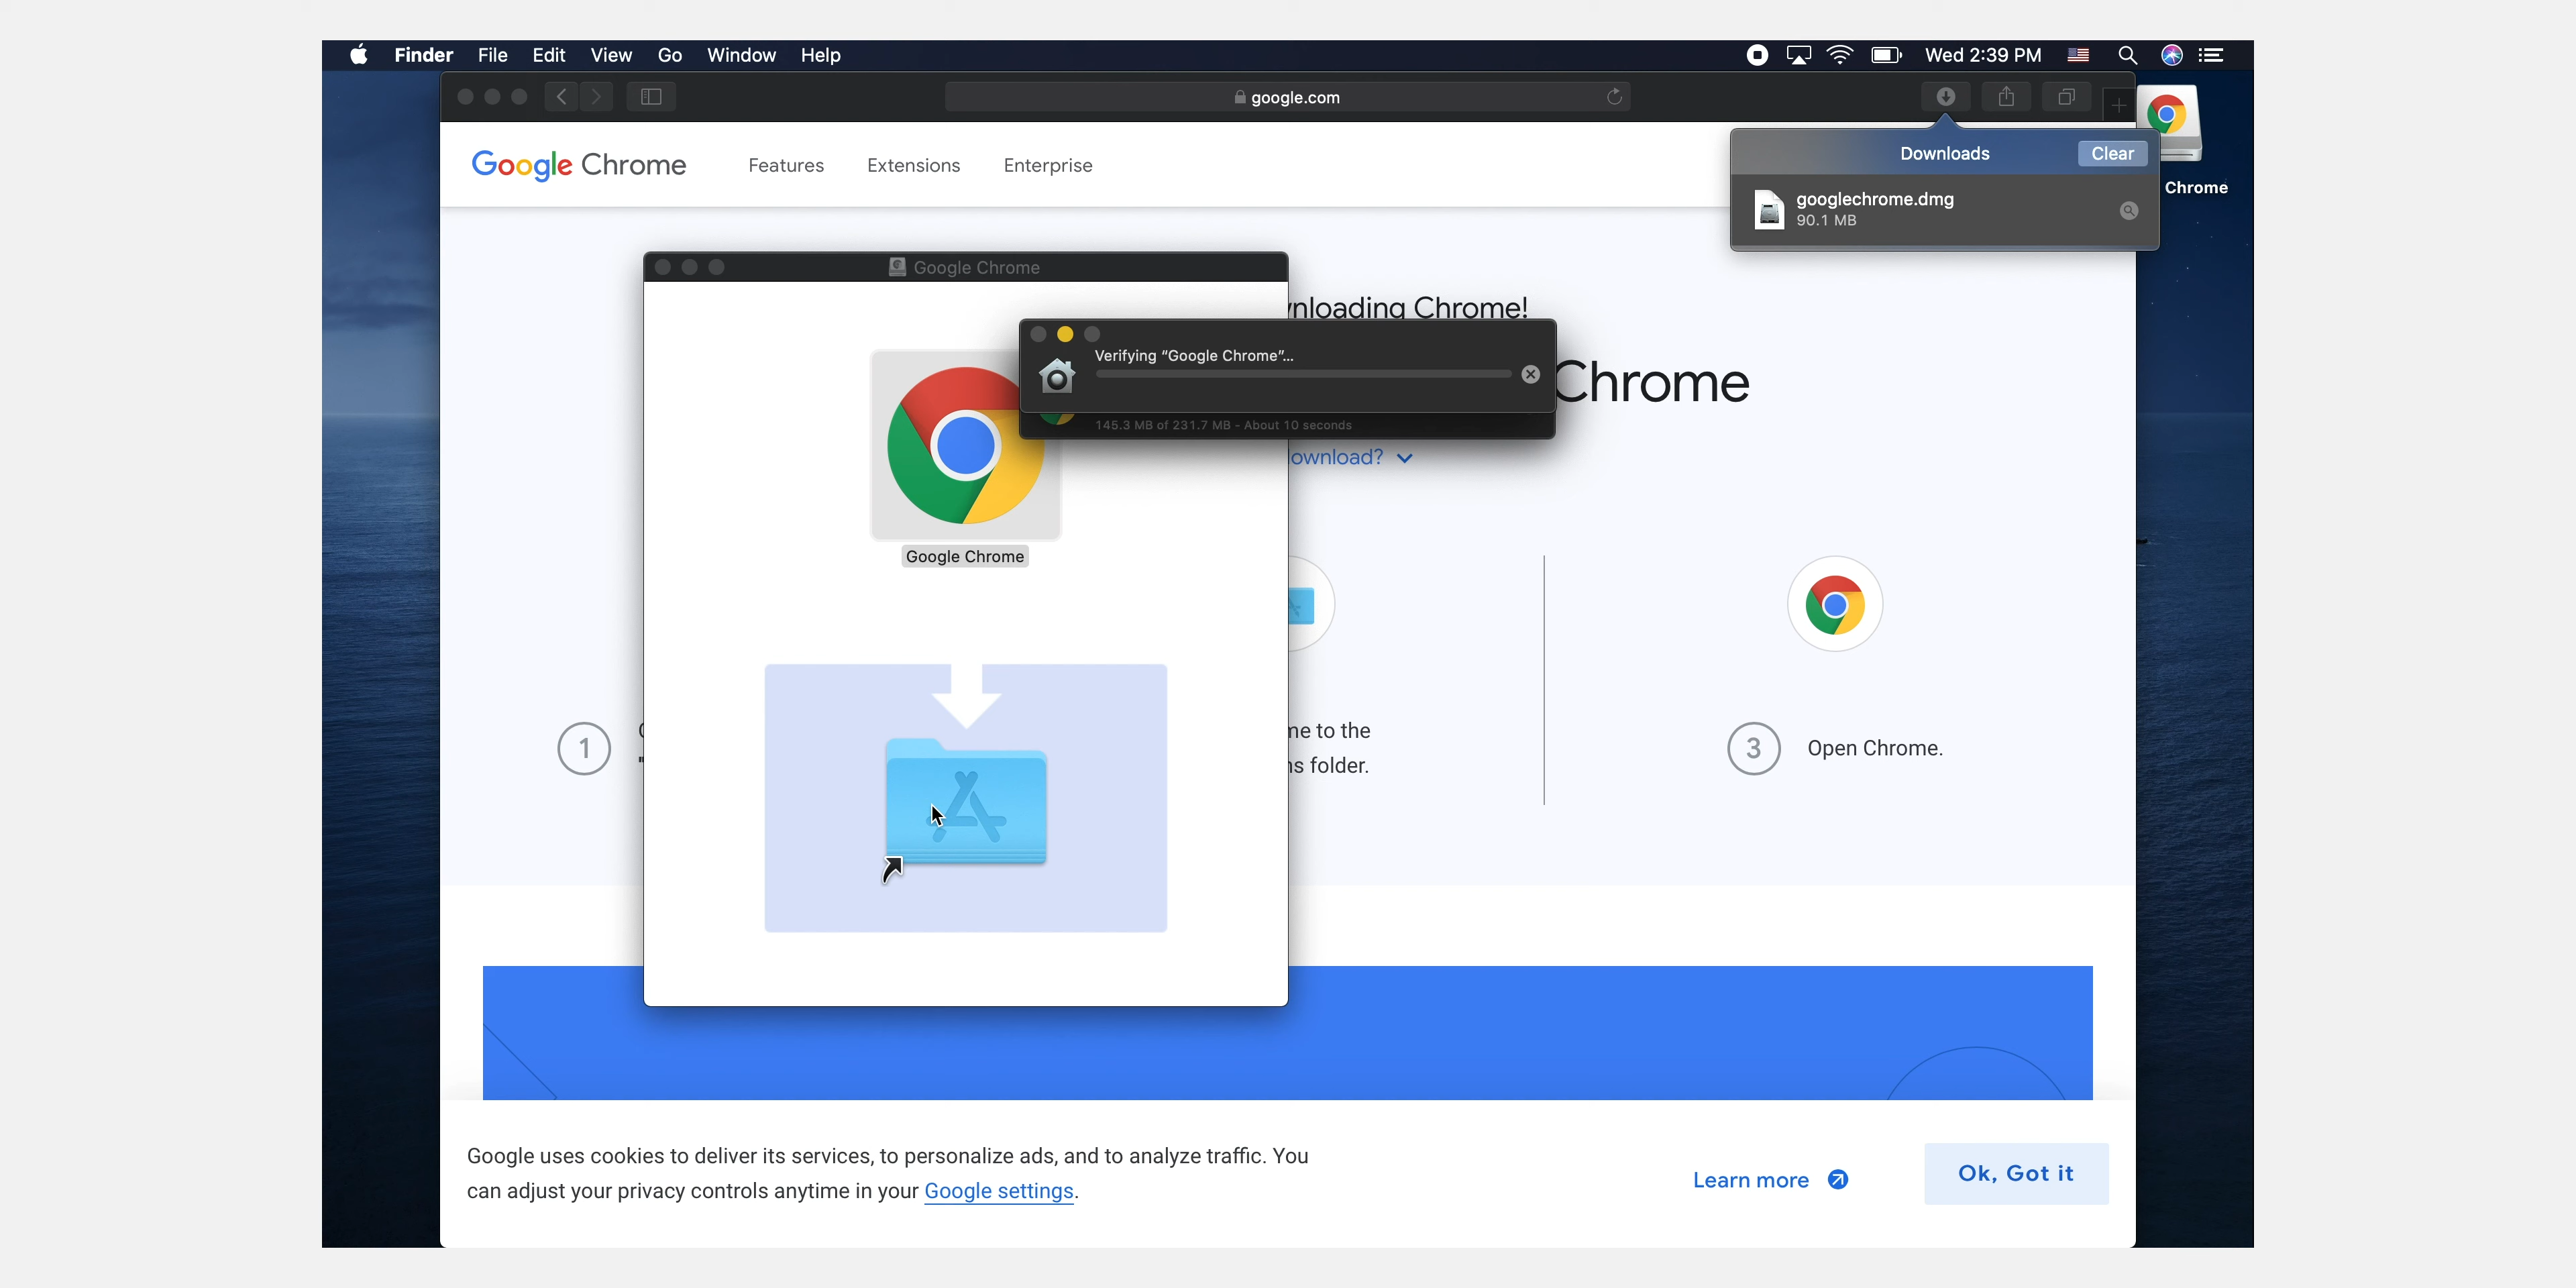 Finder File Edit View Go Window Help Wed 2:39 PM
google.com
Google Chrome Features Extensions Enterprise
Downloads Clear
googlechrome.dmg
90.1 MB
Chrome
Google Chrome
Chrome!
Verifying “Google Chrome”...
Chrome
145.3 MB of 231.7 MB - About 10 seconds
Google Chrome
1
to the
folder.
3 Open Chrome.
Google uses cookies to deliver its services, to personalize ads, and to analyze traffic. You
can adjust your privacy controls anytime in your Google settings.
Learn more
Ok, Got it